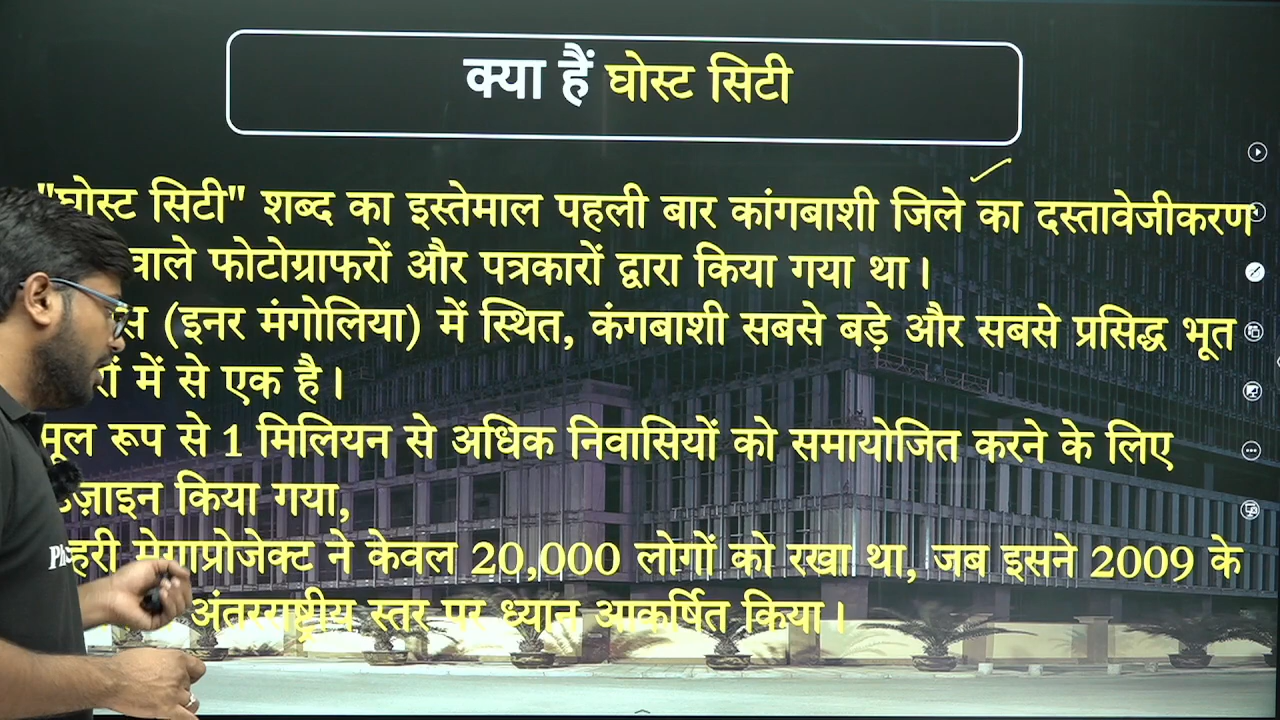 क्या हैं घोस्ट सिटी
"घोस्ट सिटी" शब्द का इस्तेमाल पहली बार कांगबाशी जिले का दस्तावेजीकरण
वाले फोटोग्राफरों और पत्रकारों द्वारा किया गया था।
(इनर मंगोलिया) में स्थित, कंगबाशी सबसे बड़े और सबसे प्रसिद्ध भूत
में से एक है।
मूल रूप से 1 मिलियन से अधिक निवासियों को समायोजित करने के लिए
किया गया,
मेगाप्रोजेक्ट ने केवल 20,000 लोगों को रखा था, जब इसने 2009 के
अंतरराष्ट्रीय स्तर पर ध्यान आकर्षित किया।